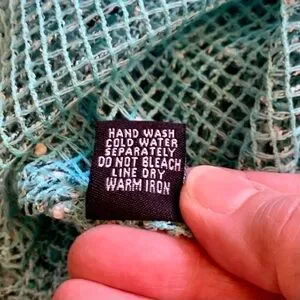 HAND WASH
COLD WATER
SEPARATELY
DO NOT BLEACH
LINE DRY
WARM IRON